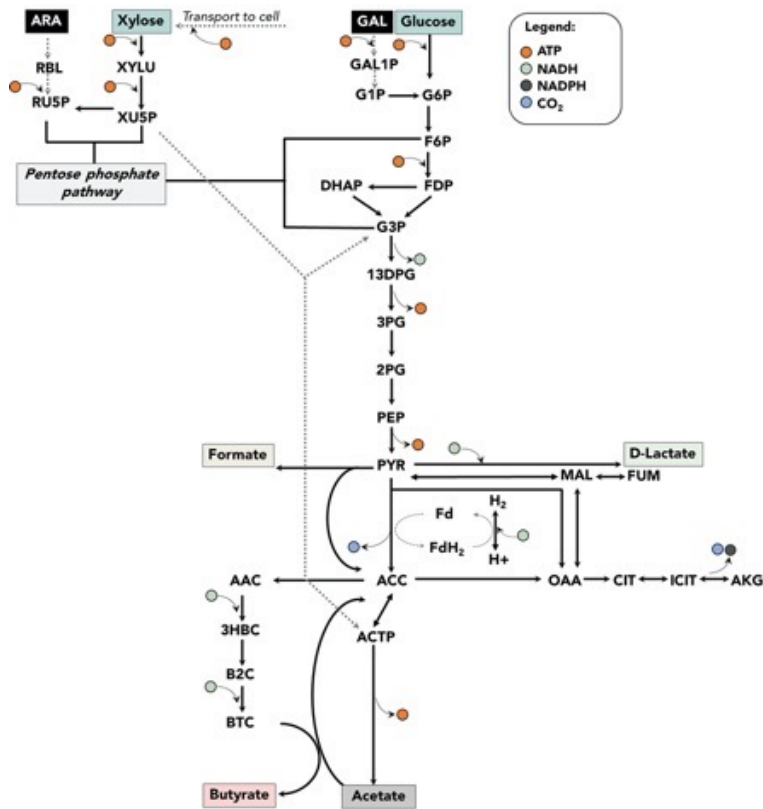 ARA
Xylose
Transport to cell
GAL
Glucose
Legend:
ATP
NADH
NADPH
CO₂
RBL
XYLU
GAL1P
RU5P
XU5P
G1P
G6P
F6P
Pentose phosphate
pathway
DHAP
FDP
G3P
13DPG
3PG
2PG
PEP
Formate
PYR
D-Lactate
MAL
FUM
Fd
H₂
FdH₂
H+
AAC
ACC
OAA
CIT
ICIT
AKG
3HBC
ACTP
B2C
BTC
Butyrate
Acetate